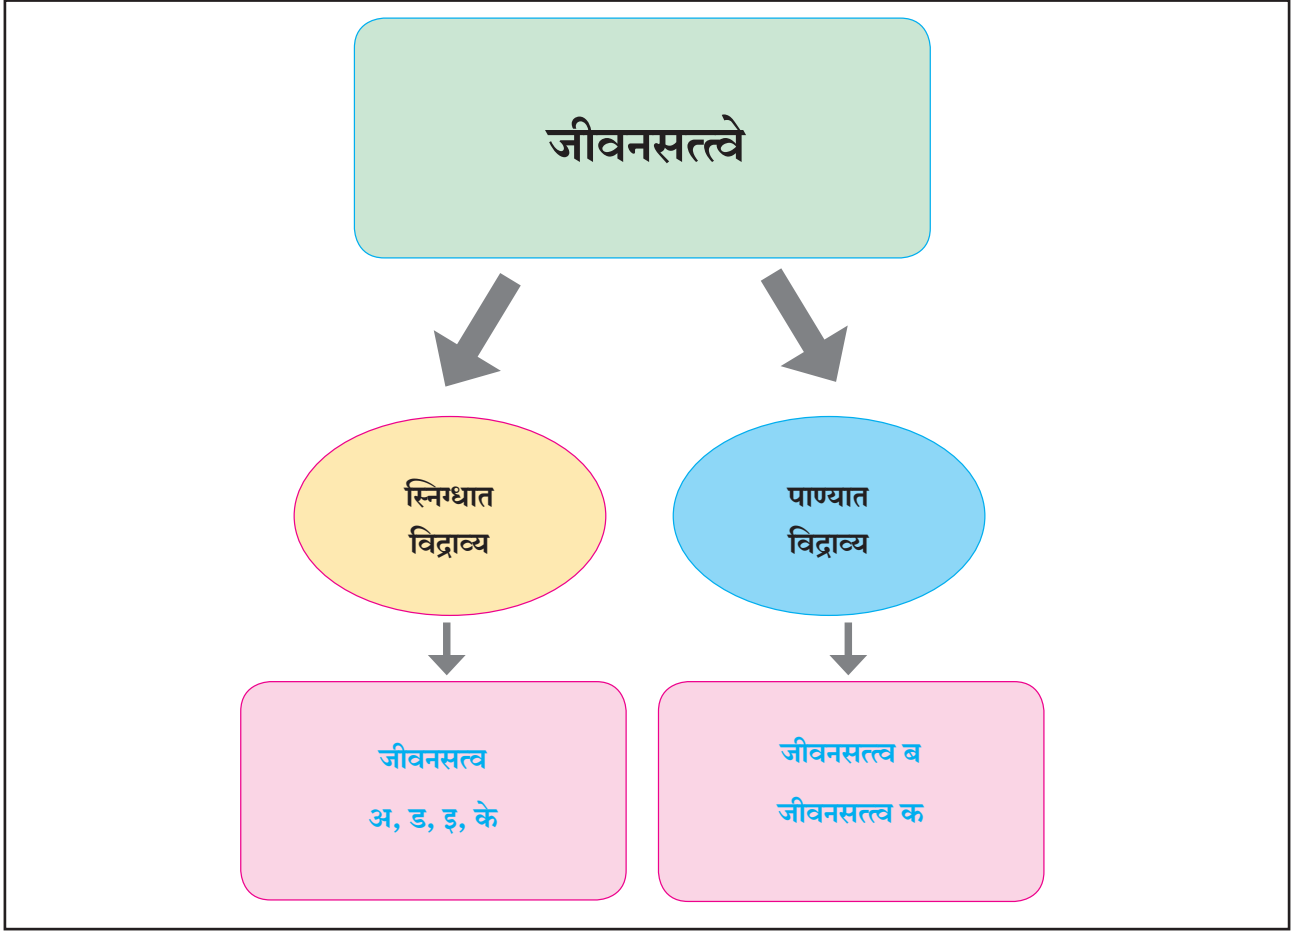 जीवनसत्त्वे
स्निग्धात
विद्राव्य
पाण्यात
विद्राव्य
जीवनसत्व
अ, ड, इ, के
जीवनसत्त्व ब
जीवनसत्त्व क